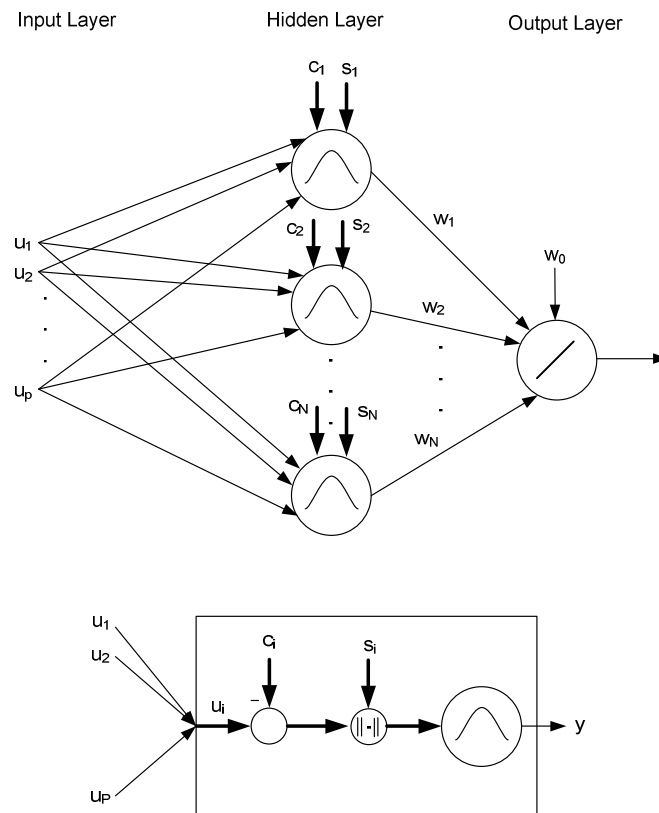 Input Layer Hidden Layer Output Layer
c1 s1
w1
u1
c2 s2
w0
u2
w2
up
cN sN
wN
u1
u2
ci si
ui
–
||·||
y
uP